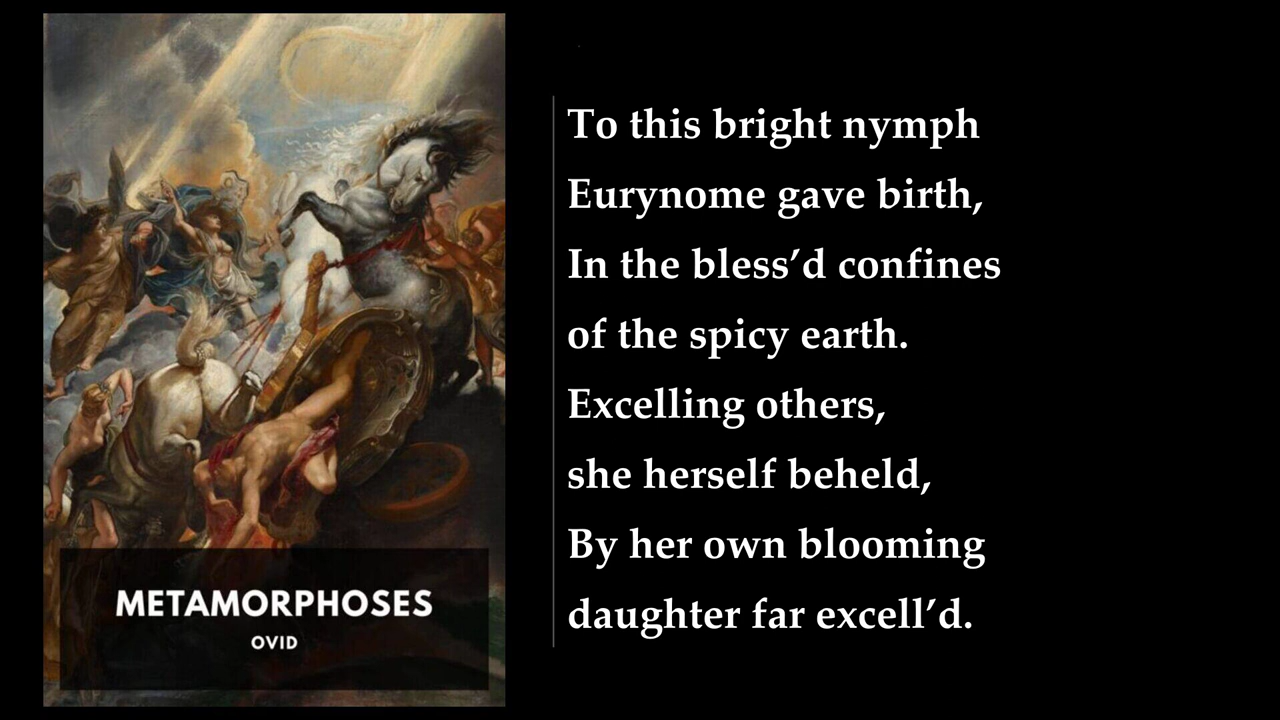 METAMORPHOSES
OVID
To this bright nymph
Eurynome gave birth,
In the bless’d confines
of the spicy earth.
Excelling others,
she herself beheld,
By her own blooming
daughter far excell’d.